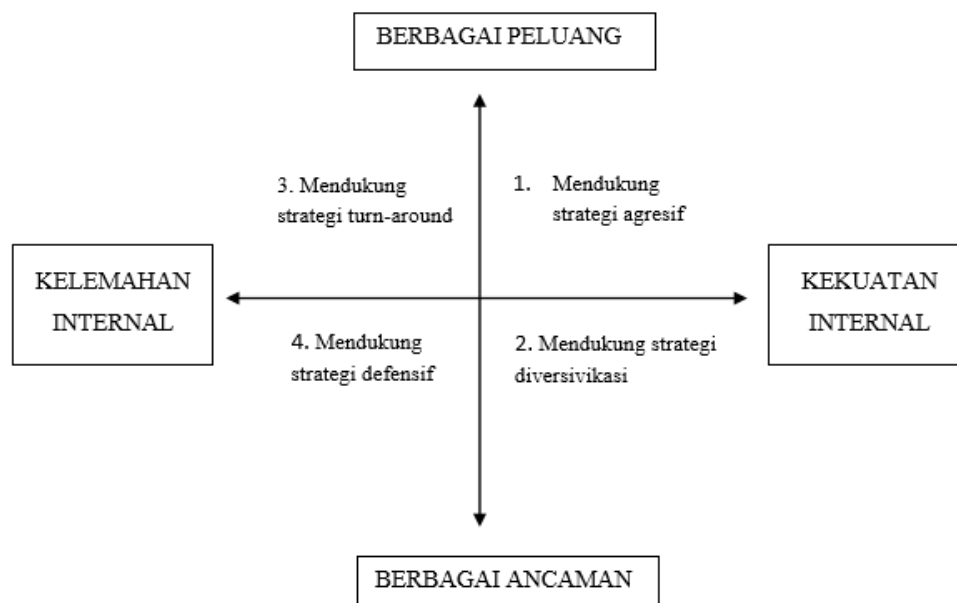 BERBAGAI PELUANG
3. Mendukung
strategi turn-around
1. Mendukung
strategi agresif
KELEMAHAN
INTERNAL
KEKUATAN
INTERNAL
4. Mendukung
strategi defensif
2. Mendukung strategi
diversivikasi
BERBAGAI ANCAMAN